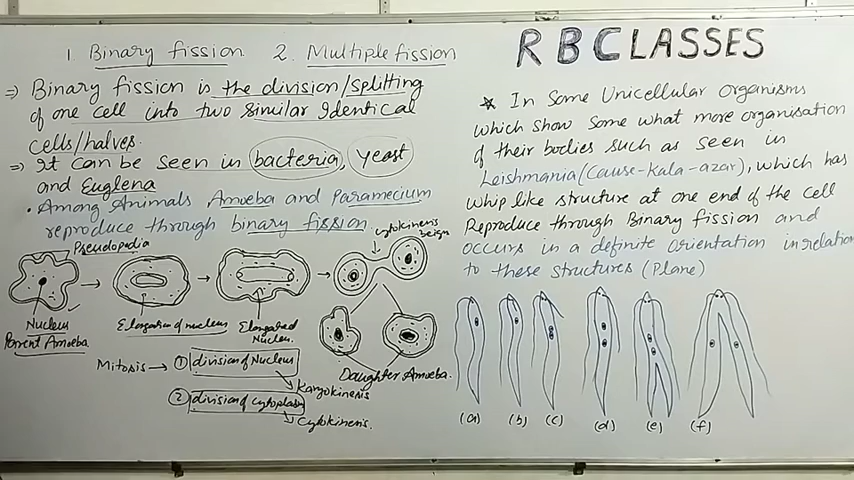 1. Binary fission 2. Multiple fission
⇒ Binary fission is the division/splitting
of one cell into two similar identical
cells/halves.
⇒ It can be seen in bacteria, yeast
and Euglena
• Among Animals Amoeba and Paramecium
reproduce through binary fission
Pseudopodia
cytokinesis
Nucleus
Parent Amoeba
Elongation of nucleus
Elongated
Nucleus
Daughter Amoeba.
Mitosis → ① division of Nucleus
Karyokinesis
② division of cytoplasm
Cytokinesis.
RBCLASSES
* In Some Unicellular Organisms
which show Some what more organisation
of their bodies such as seen in
Leishmania (Cause-Kala-azar), which has
whip like structure at one end of the cell
Reproduce through Binary fission and
occurs in a definite orientation in relation
to these structures (Plane)
(a) (b) (c) (d) (e) (f)